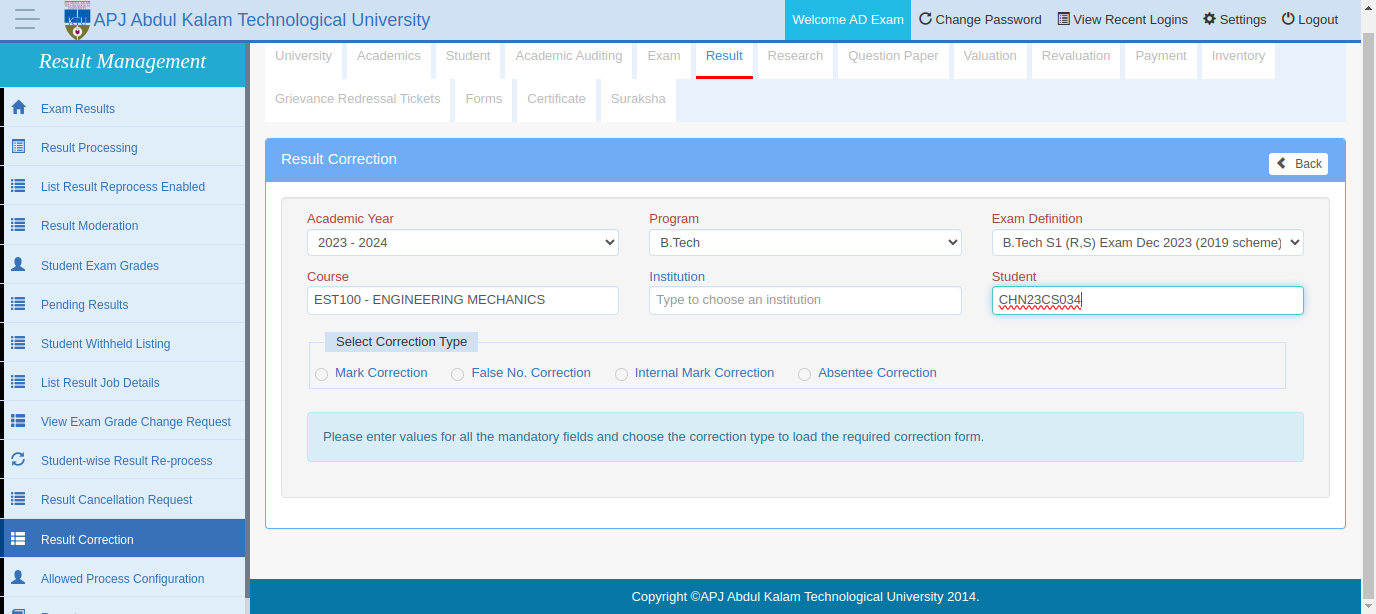 APJ Abdul Kalam Technological University
Welcome AD Exam Change Password View Recent Logins Settings Logout
Result Management
Exam Results
Result Processing
List Result Reprocess Enabled
Result Moderation
Student Exam Grades
Pending Results
Student Withheld Listing
List Result Job Details
View Exam Grade Change Request
Student-wise Result Re-process
Result Cancellation Request
Result Correction
Allowed Process Configuration
University Academics Student Academic Auditing Exam Result Research Question Paper Valuation Revaluation Payment Inventory
Grievance Redressal Tickets Forms Certificate Suraksha
Result Correction
Back
Academic Year Program Exam Definition
2023 - 2024 B.Tech B.Tech S1 (R,S) Exam Dec 2023 (2019 scheme)
Course Institution Student
EST100 - ENGINEERING MECHANICS Type to choose an institution CHN23CS034
Select Correction Type
Mark Correction False No. Correction Internal Mark Correction Absentee Correction
Please enter values for all the mandatory fields and choose the correction type to load the required correction form.
Copyright ©APJ Abdul Kalam Technological University 2014.